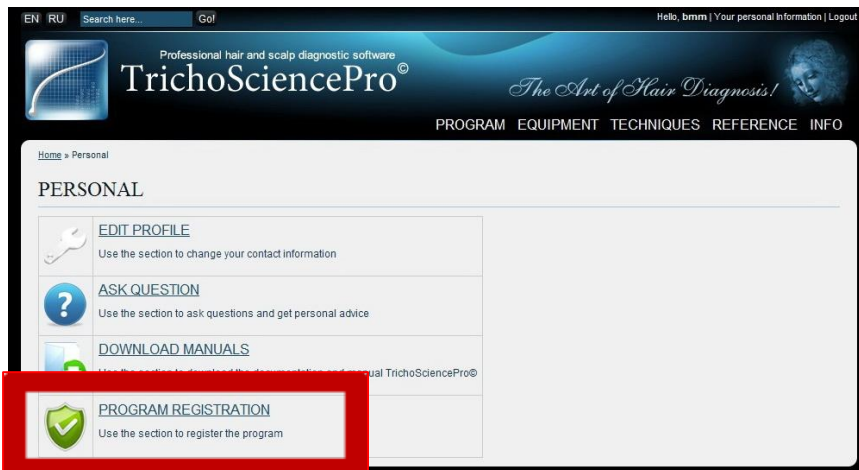 EN RU Search here... Go! Hello, bmm | Your personal Information | Logout
Professional hair and scalp diagnostic software
TrichoSciencePro©
The Art of Hair Diagnosis!
PROGRAM EQUIPMENT TECHNIQUES REFERENCE INFO
Home » Personal
PERSONAL
EDIT PROFILE
Use the section to change your contact information
ASK QUESTION
Use the section to ask questions and get personal advice
DOWNLOAD MANUALS
Use the section to download the documentation and manual TrichoSciencePro©
PROGRAM REGISTRATION
Use the section to register the program